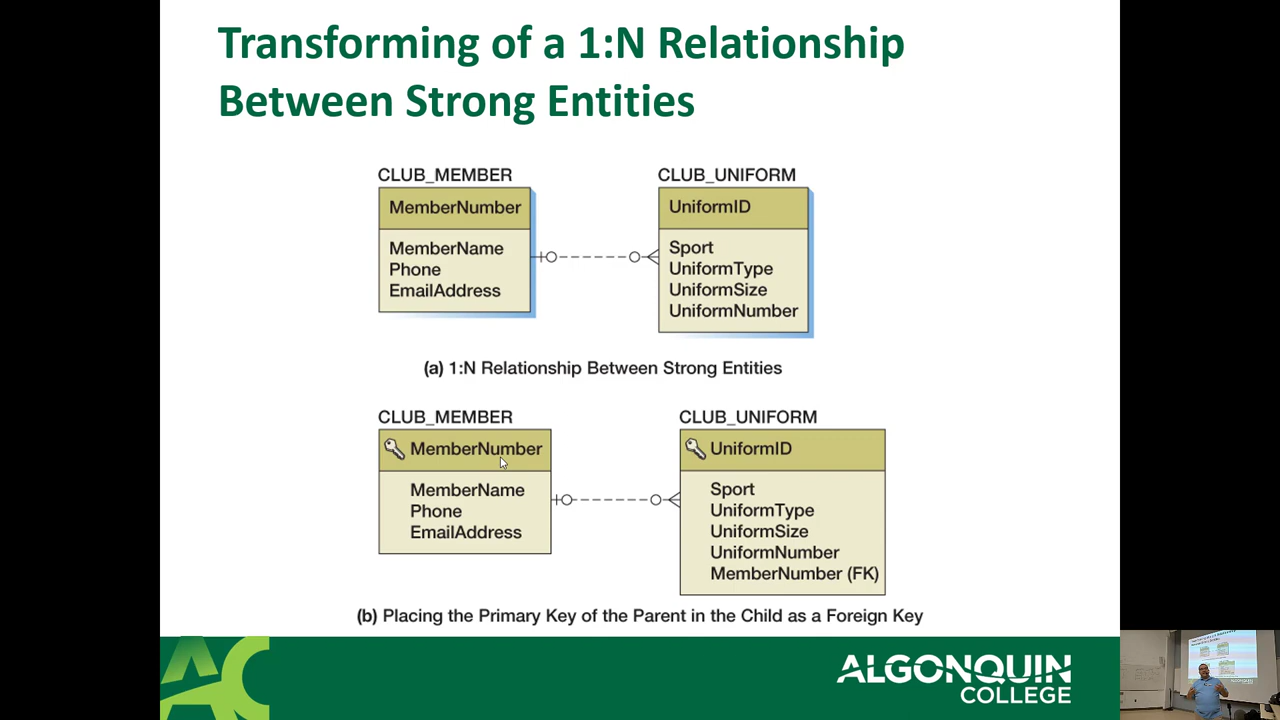 Transforming of a 1:N Relationship
Between Strong Entities
CLUB_MEMBER
MemberNumber
MemberName
Phone
EmailAddress
CLUB_UNIFORM
UniformID
Sport
UniformType
UniformSize
UniformNumber
(a) 1:N Relationship Between Strong Entities
CLUB_MEMBER
MemberNumber
MemberName
Phone
EmailAddress
CLUB_UNIFORM
UniformID
Sport
UniformType
UniformSize
UniformNumber
MemberNumber (FK)
(b) Placing the Primary Key of the Parent in the Child as a Foreign Key
AC
ALGONQUIN
COLLEGE